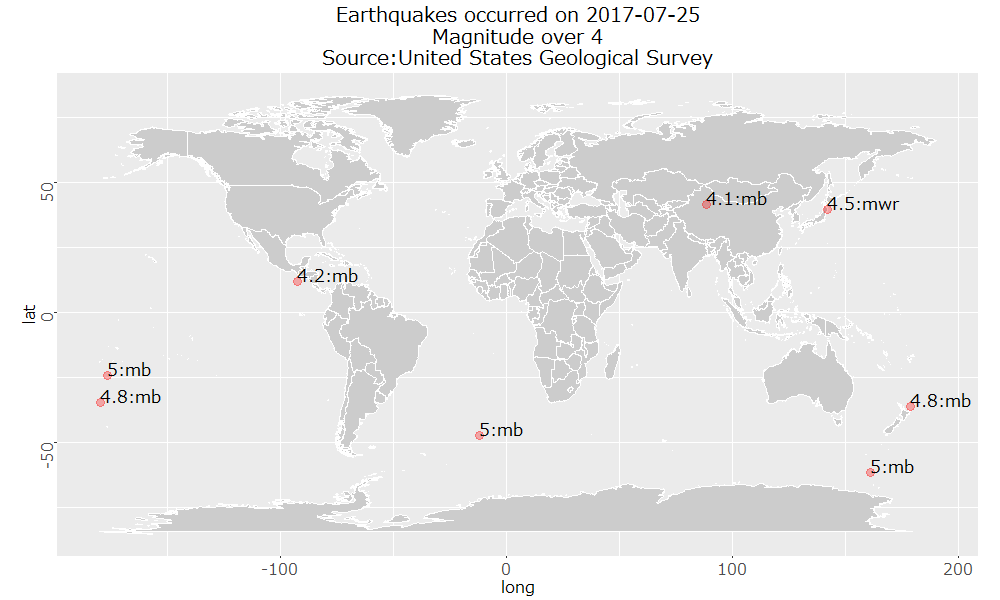 Earthquakes occurred on 2017-07-25
Magnitude over 4
Source:United States Geological Survey
50
4.1:mb
4.5:mwr
4.2:mb
lat
0
5:mb
4.8:mb
4.8:mb
5:mb
-50
5:mb
-100
0
100
200
long